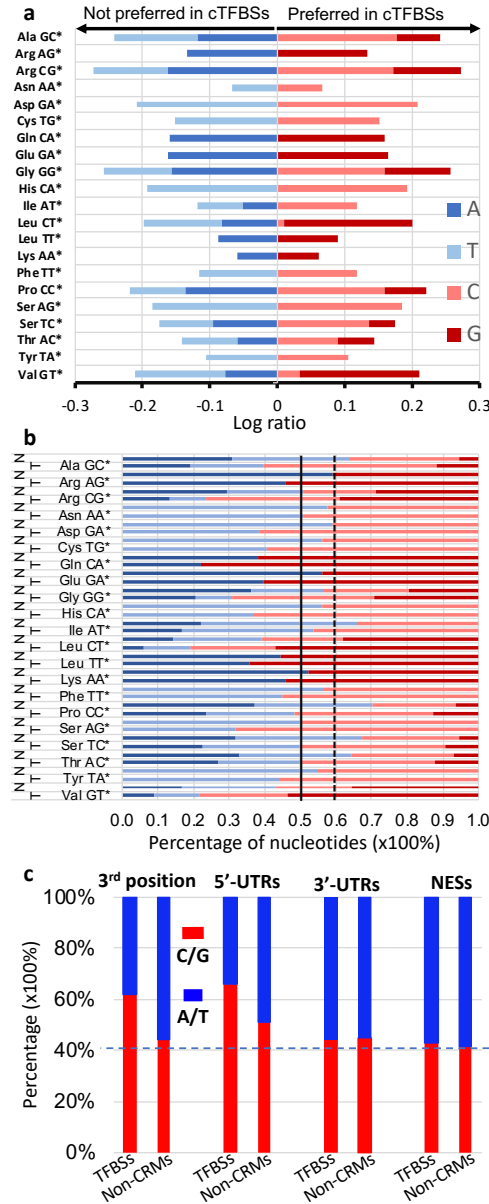 a
Not preferred in cTFBSs Preferred in cTFBSs
Ala GC*
Arg AG*
Arg CG*
Asn AA*
Asp GA*
Cys TG*
Gln CA*
Glu GA*
Gly GG*
His CA*
Ile AT*
Leu CT*
Leu TT*
Lys AA*
Phe TT*
Pro CC*
Ser AG*
Ser TC*
Thr AC*
Tyr TA*
Val GT*
A
T
C
G
-0.3 -0.2 -0.1 0 0.1 0.2 0.3
Log ratio
b
N
T Ala GC*
N
T Arg AG*
N
T Arg CG*
N
T Asn AA*
N
T Asp GA*
N
T Cys TG*
N
T Gln CA*
N
T Glu GA*
N
T Gly GG*
N
T His CA*
N
T Ile AT*
N
T Leu CT*
N
T Leu TT*
N
T Lys AA*
N
T Phe TT*
N
T Pro CC*
N
T Ser AG*
N
T Ser TC*
N
T Thr AC*
N
T Tyr TA*
N
T Val GT*
0.0 0.1 0.2 0.3 0.4 0.5 0.6 0.7 0.8 0.9 1.0
Percentage of nucleotides (x100%)
c
3rd position 5'-UTRs 3'-UTRs NESs
100%
80%
60%
40%
20%
0%
Percentage (x100%)
C/G
A/T
TFBSs Non-CRMs TFBSs Non-CRMs TFBSs Non-CRMs TFBSs Non-CRMs